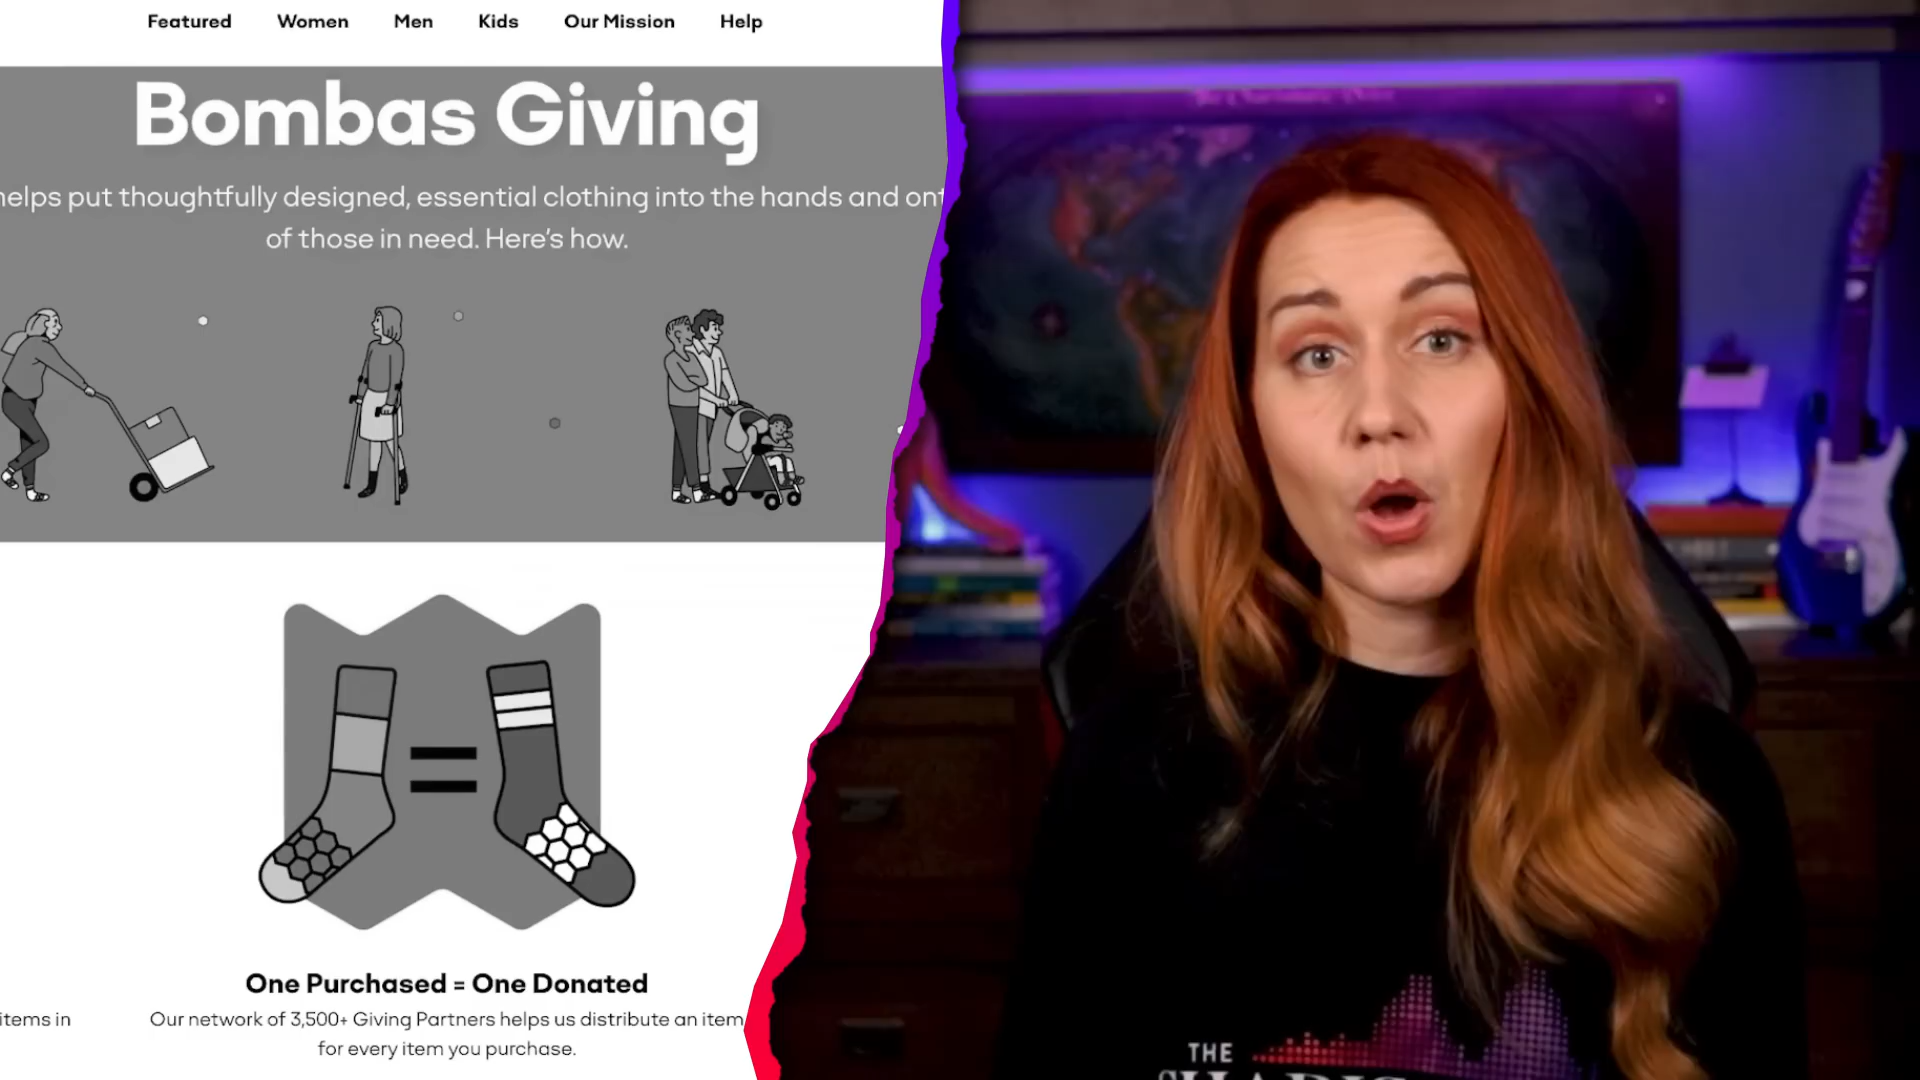 Featured Women Men Kids Our Mission Help
Bombas Giving
helps put thoughtfully designed, essential clothing into the hands and
of those in need. Here's how.
One Purchased = One Donated
items in
Our network of 3,500+ Giving Partners helps us distribute an item
for every item you purchase.
THE